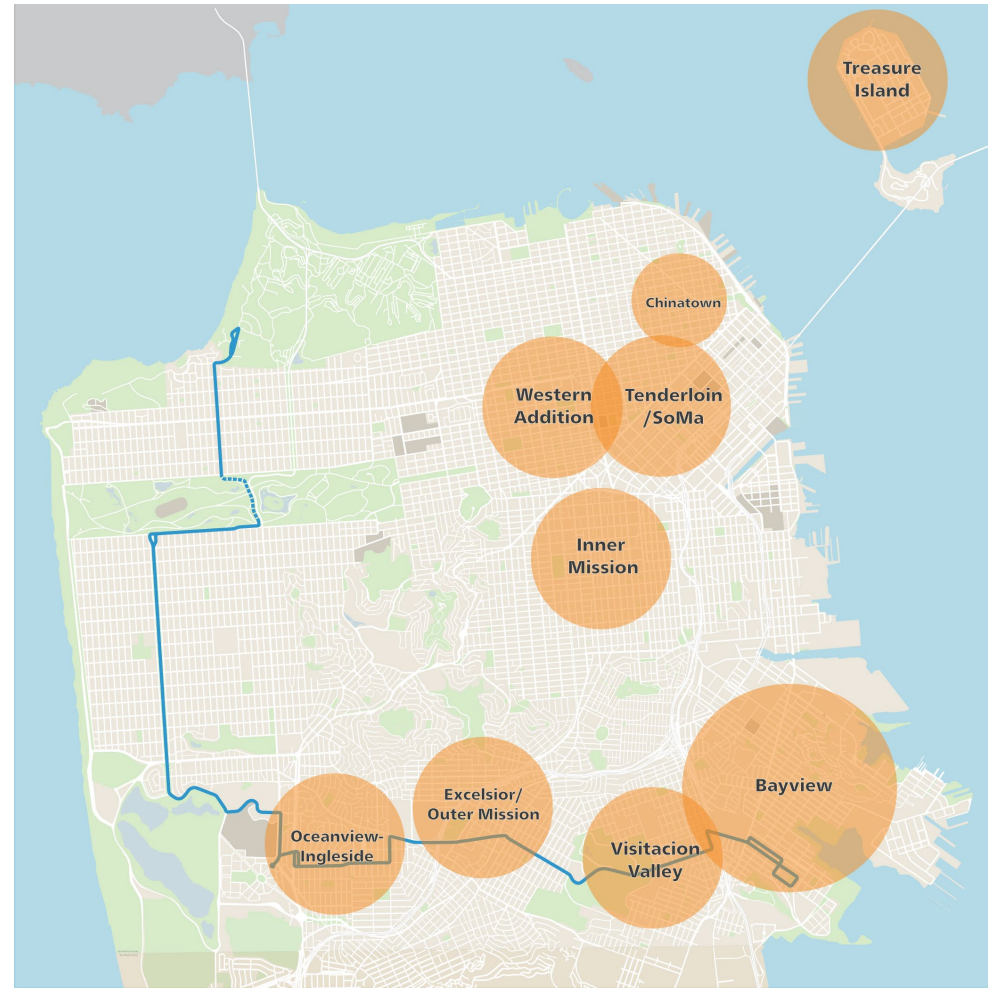 Treasure
Island
Chinatown
Western
Addition
Tenderloin
/SoMa
Inner
Mission
Bayview
Excelsior/
Outer Mission
Oceanview-
Ingleside
Visitacion
Valley